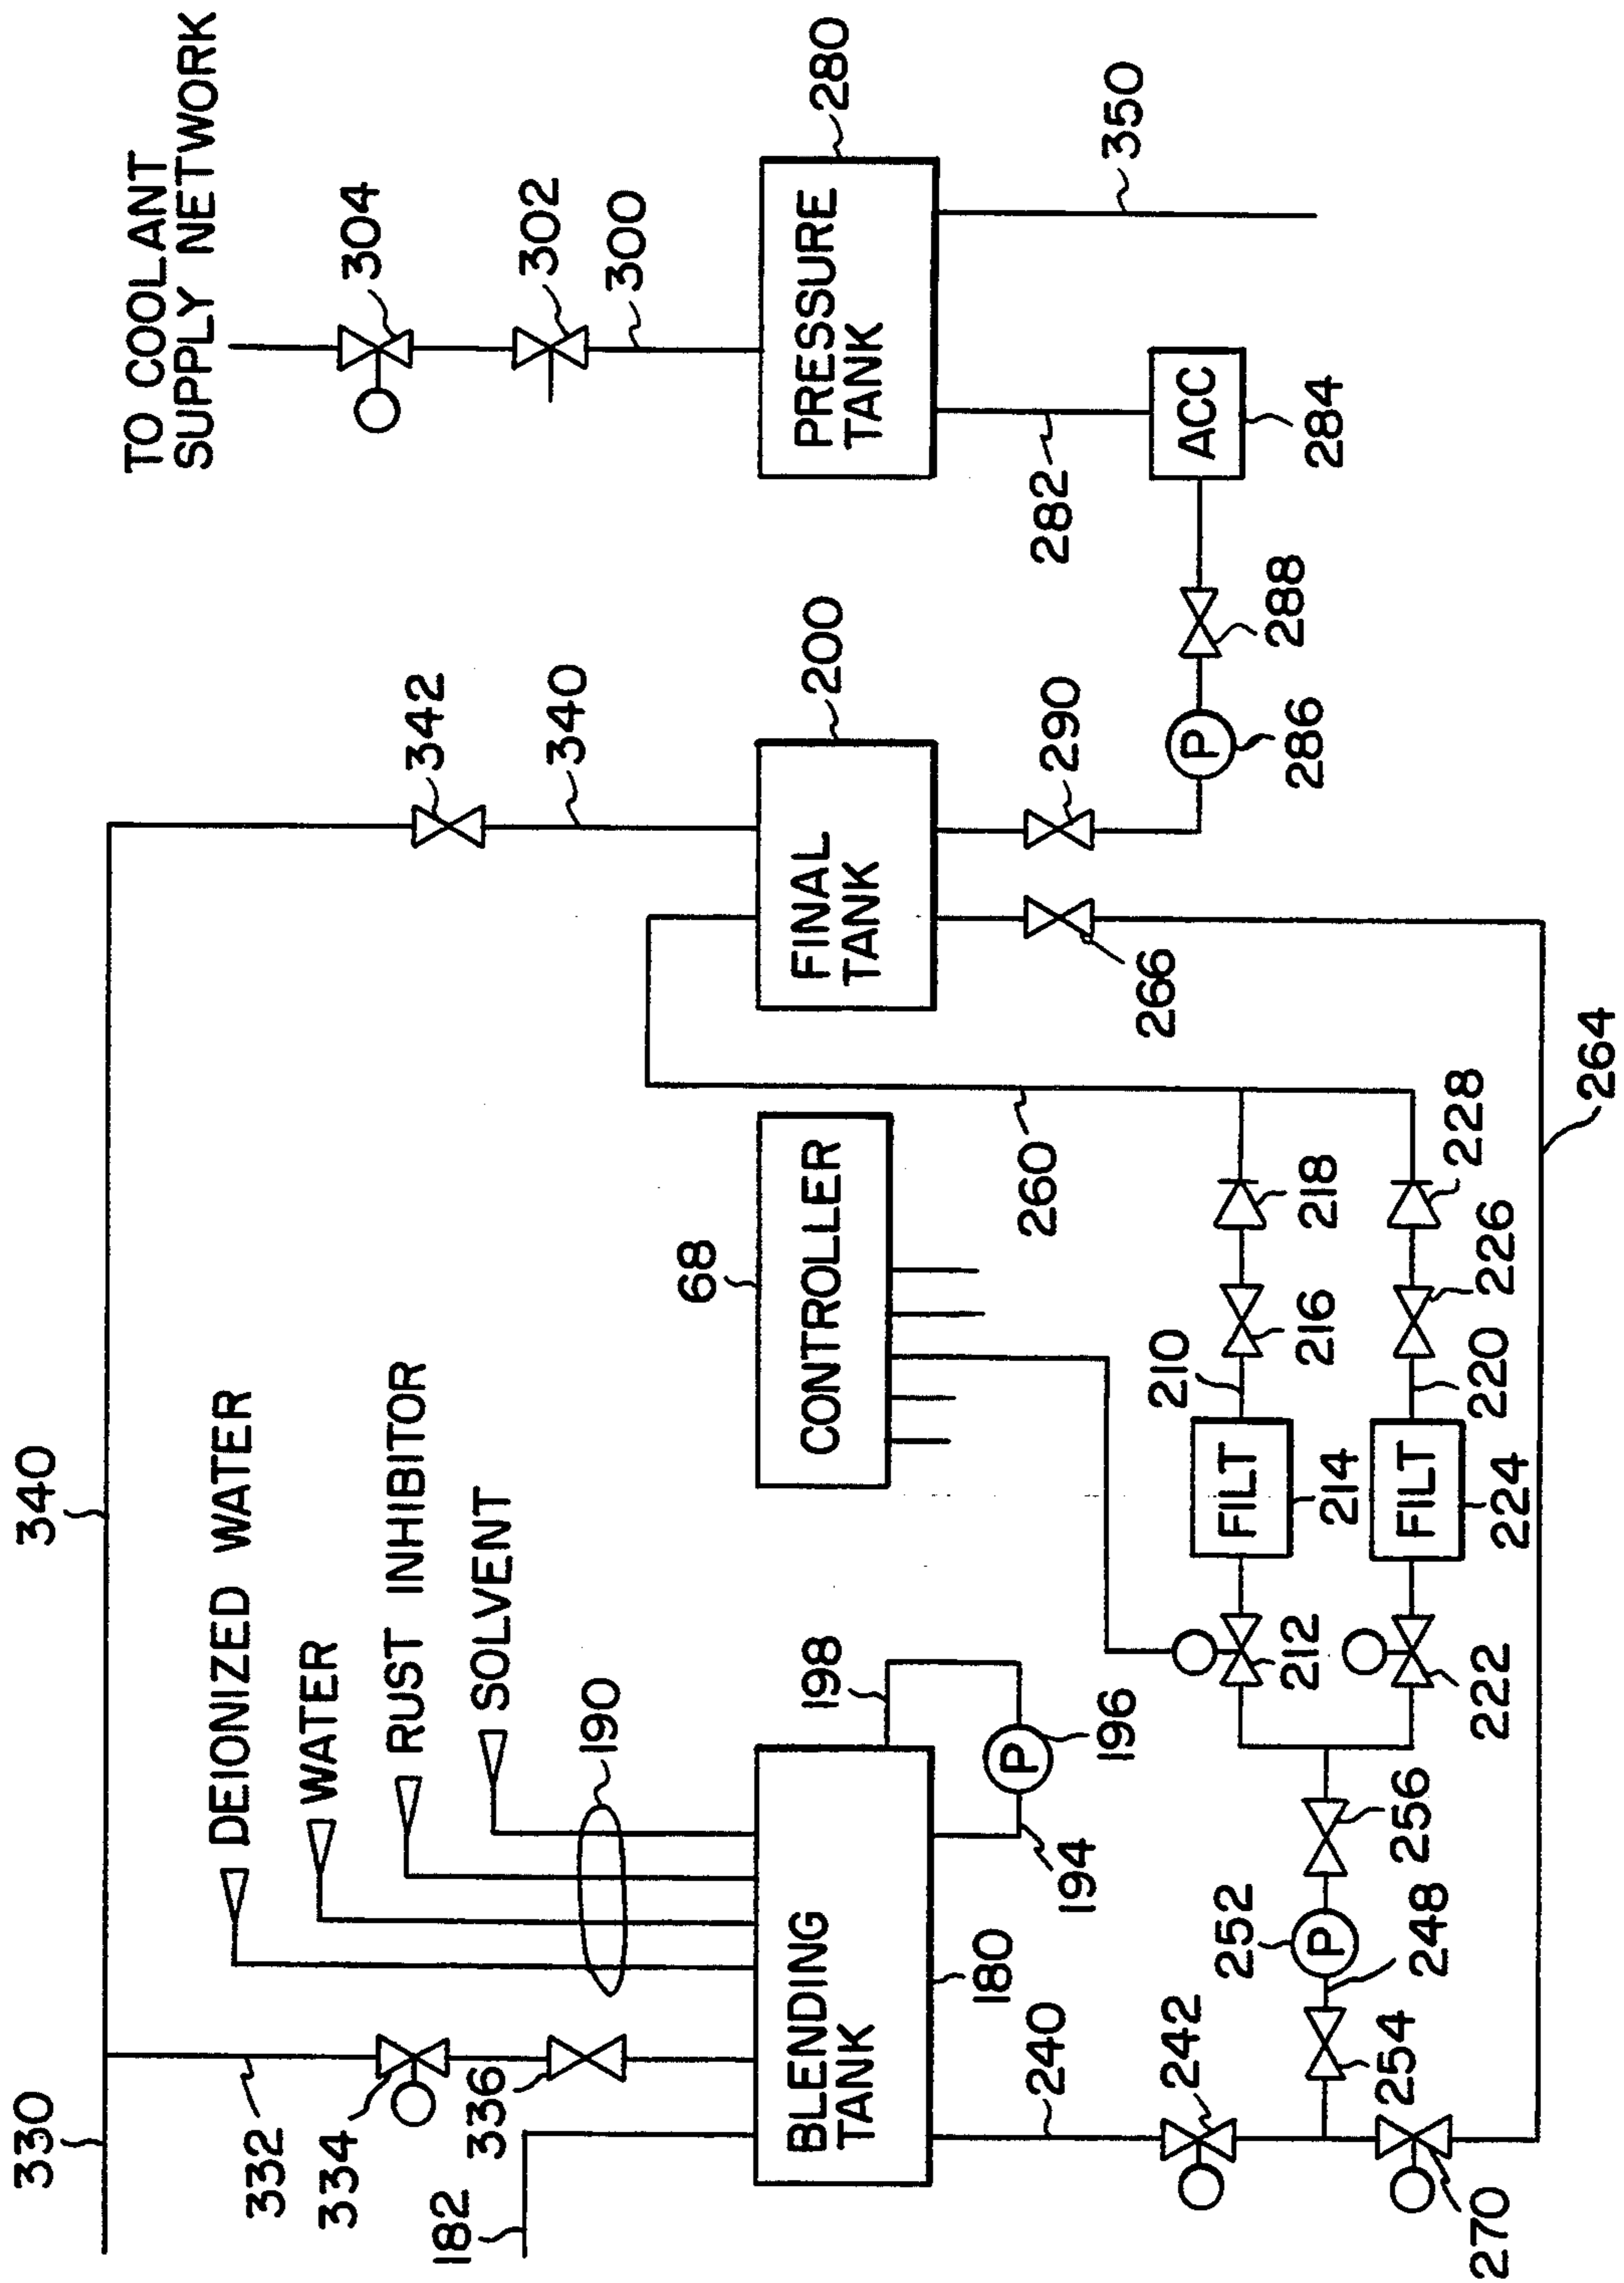 330
340
332
334
336
182
DEIONIZED WATER
WATER
RUST INHIBITOR
SOLVENT
190
342
340
TO COOLANT
SUPPLY NETWORK
304
302
300
BLENDING
TANK
180
198
P
196
194
68
CONTROLLER
FINAL
TANK
200
PRESSURE
TANK
280
350
282
ACC
284
288
P
286
290
266
260
240
242
270
254
248
P
252
256
212
222
FILT
214
FILT
224
210
220
216
226
218
228
264